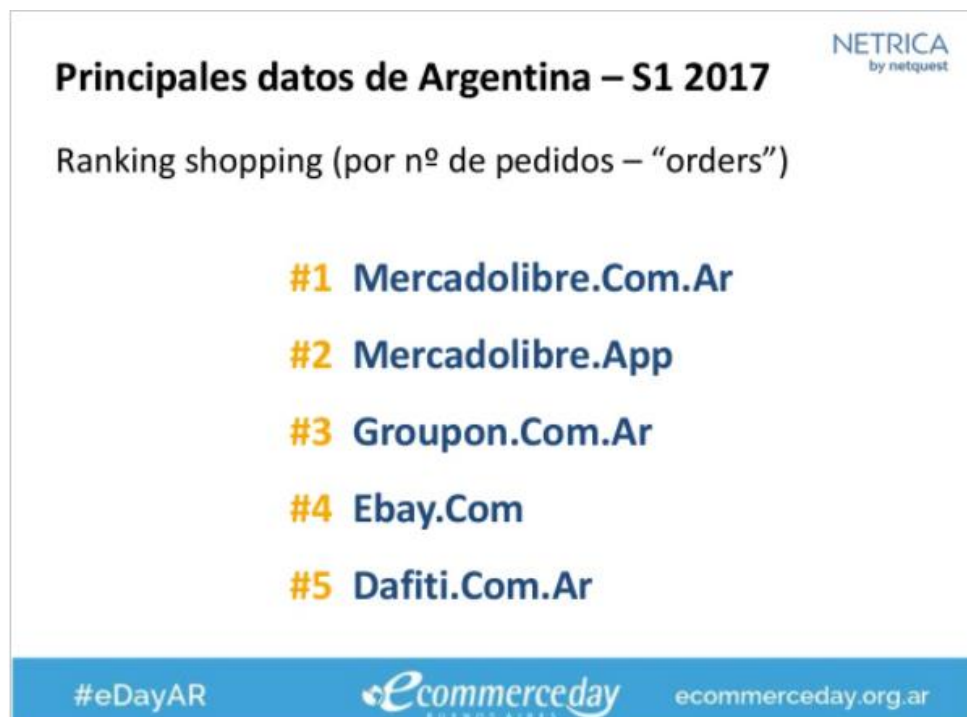 NETRICA
by netquest
Principales datos de Argentina – S1 2017
Ranking shopping (por nº de pedidos – “orders”)
#1 Mercadolibre.Com.Ar
#2 Mercadolibre.App
#3 Groupon.Com.Ar
#4 Ebay.Com
#5 Dafiti.Com.Ar
#eDayAR
ecommerceday
BUENOS AIRES
ecommerceday.org.ar